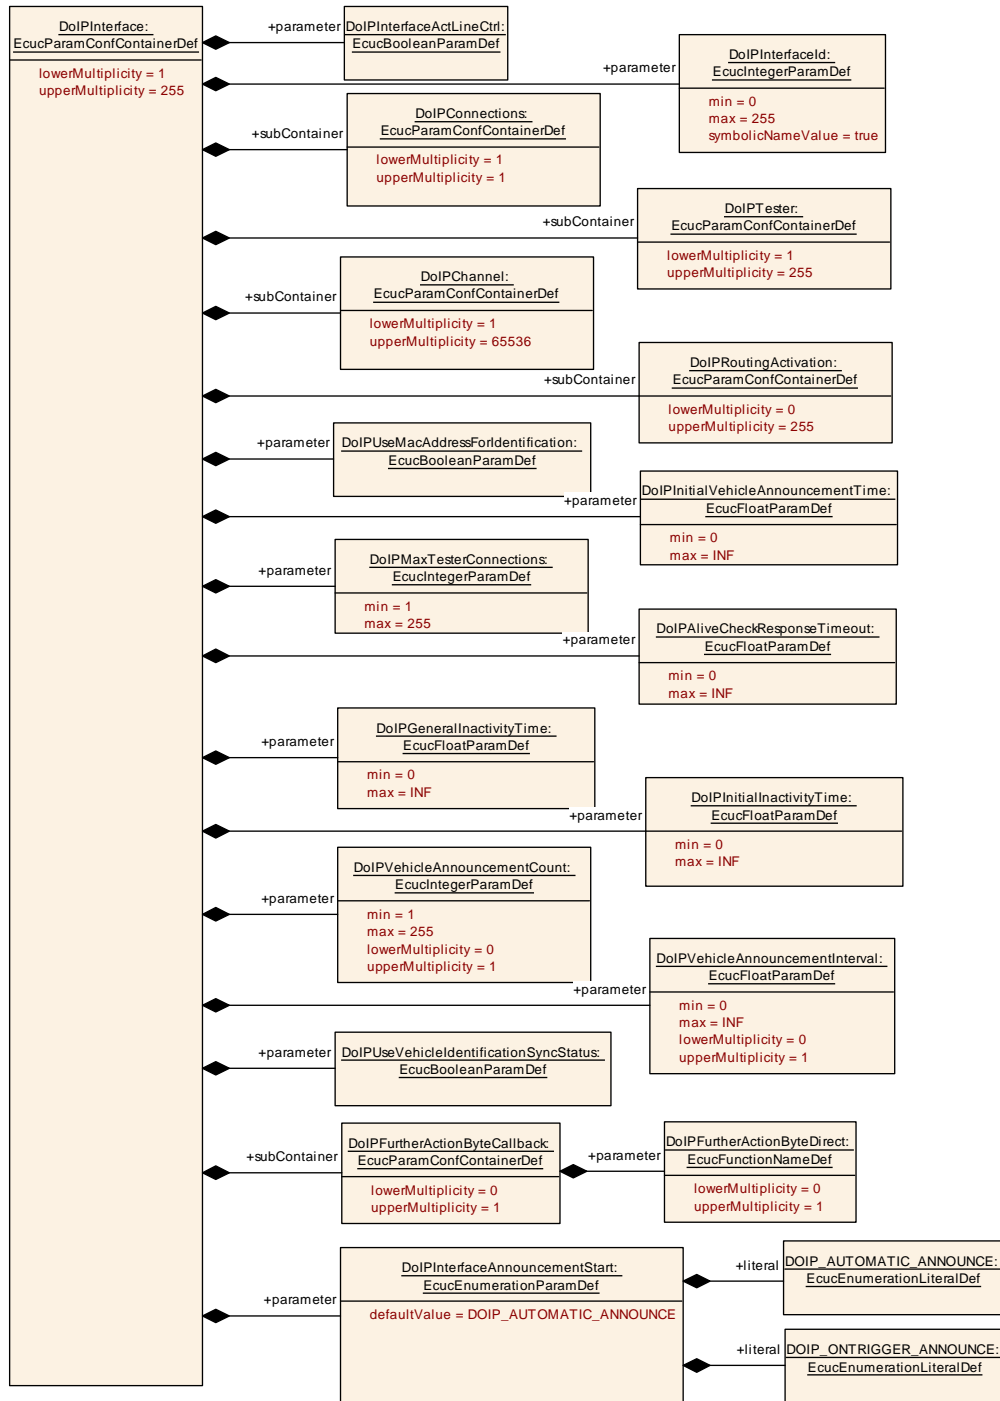 DoIPInterface:
EcucParamConfContainerDef
lowerMultiplicity = 1
upperMultiplicity = 255
+parameter
DoIPInterfaceActLineCtrl:
EcucBooleanParamDef
+parameter
DoIPInterfaceId:
EcucIntegerParamDef
min = 0
max = 255
symbolicNameValue = true
+subContainer
DoIPConnections:
EcucParamConfContainerDef
lowerMultiplicity = 1
upperMultiplicity = 1
+subContainer
DoIPTester:
EcucParamConfContainerDef
lowerMultiplicity = 1
upperMultiplicity = 255
+subContainer
DoIPChannel:
EcucParamConfContainerDef
lowerMultiplicity = 1
upperMultiplicity = 65536
+subContainer
DoIPRoutingActivation:
EcucParamConfContainerDef
lowerMultiplicity = 0
upperMultiplicity = 255
+parameter
DoIPUseMacAddressForIdentification:
EcucBooleanParamDef
+parameter
DoIPInitialVehicleAnnouncementTime:
EcucFloatParamDef
min = 0
max = INF
+parameter
DoIPMaxTesterConnections:
EcucIntegerParamDef
min = 1
max = 255
+parameter
DoIPAliveCheckResponseTimeout:
EcucFloatParamDef
min = 0
max = INF
+parameter
DoIPGeneralInactivityTime:
EcucFloatParamDef
min = 0
max = INF
+parameter
DoIPInitialInactivityTime:
EcucFloatParamDef
min = 0
max = INF
+parameter
DoIPVehicleAnnouncementCount:
EcucIntegerParamDef
min = 1
max = 255
lowerMultiplicity = 0
upperMultiplicity = 1
+parameter
DoIPVehicleAnnouncementInterval:
EcucFloatParamDef
min = 0
max = INF
lowerMultiplicity = 0
upperMultiplicity = 1
+parameter
DoIPUseVehicleIdentificationSyncStatus:
EcucBooleanParamDef
+subContainer
DoIPFurtherActionByteCallback:
EcucParamConfContainerDef
lowerMultiplicity = 0
upperMultiplicity = 1
+parameter
DoIPFurtherActionByteDirect:
EcucFunctionNameDef
lowerMultiplicity = 0
upperMultiplicity = 1
+parameter
DoIPInterfaceAnnouncementStart:
EcucEnumerationParamDef
defaultValue = DOIP_AUTOMATIC_ANNOUNCE
+literal
DOIP_AUTOMATIC_ANNOUNCE:
EcucEnumerationLiteralDef
+literal
DOIP_ONTRIGGER_ANNOUNCE:
EcucEnumerationLiteralDef